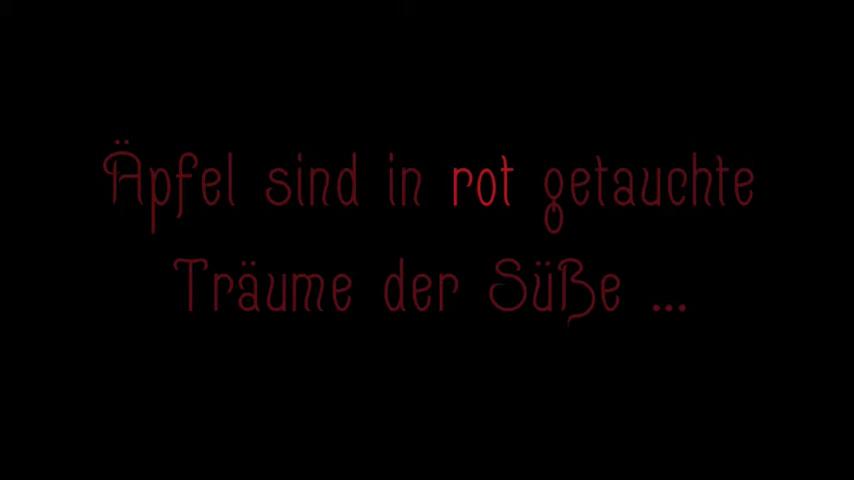 Äpfel sind in rot getauchte
Träume der Süße ...